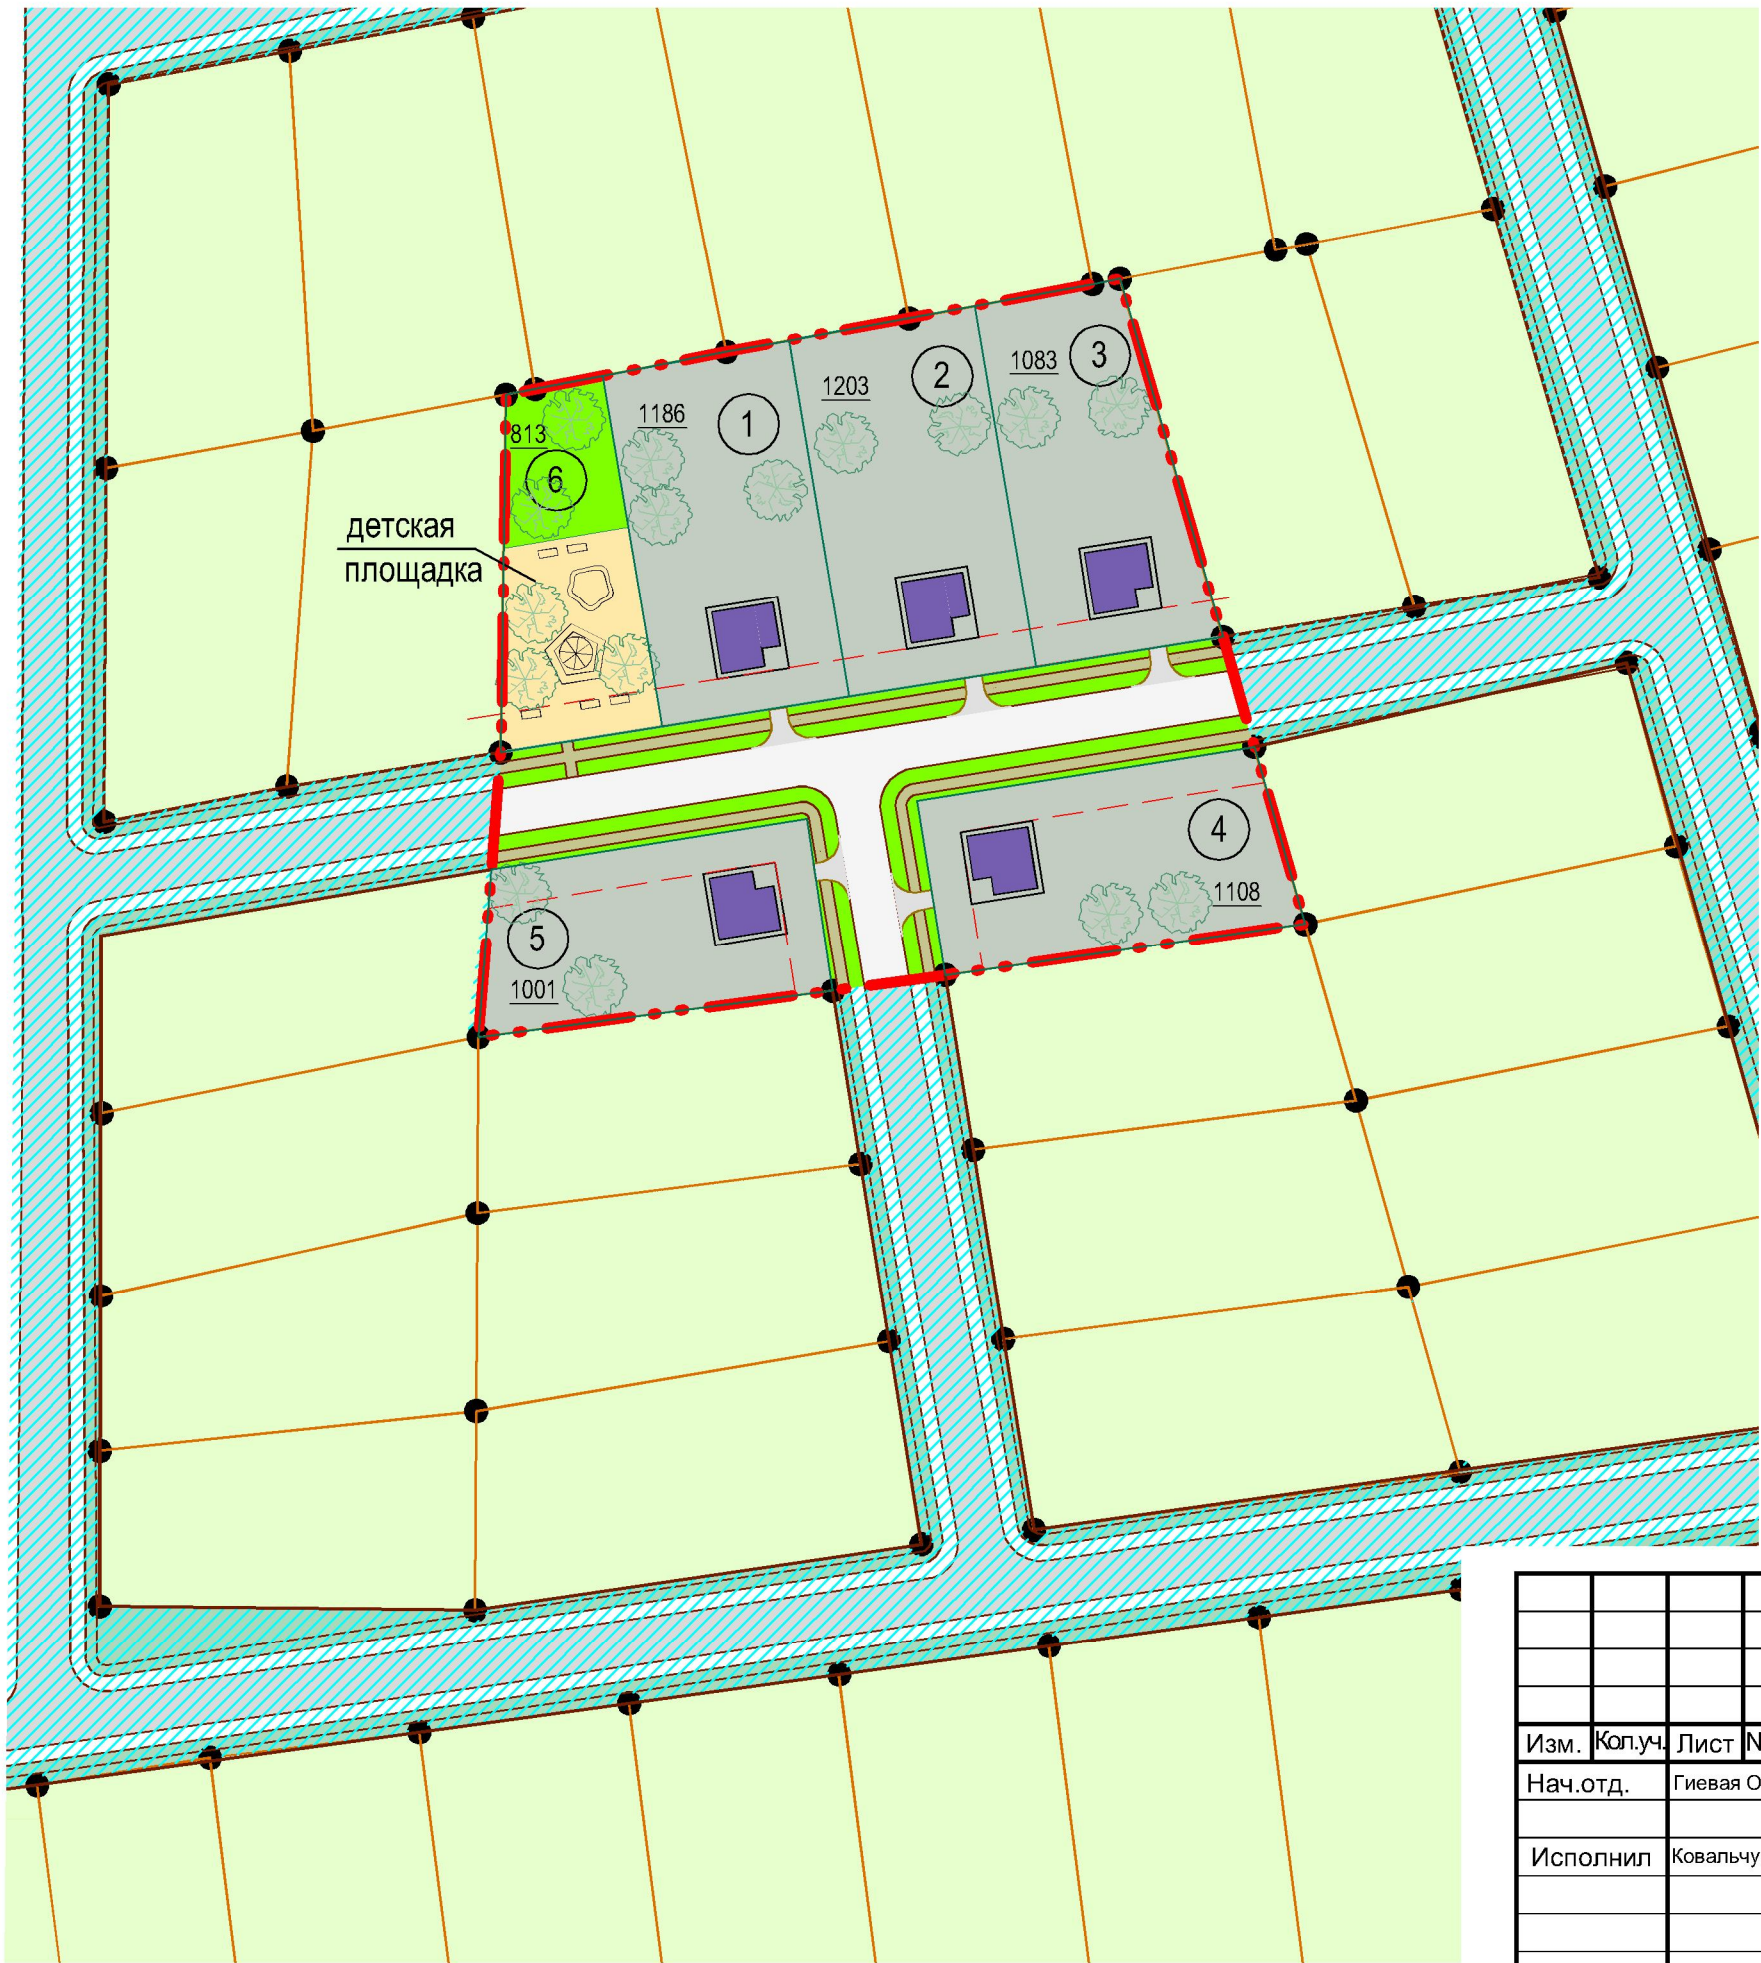 1083
3
1203
2
1186
1
813
6
детская
площадка
4
1108
5
1001
Изм. Кол.уч. Лист N
Нач.отд. Гиевая О
Исполнил Ковальчу